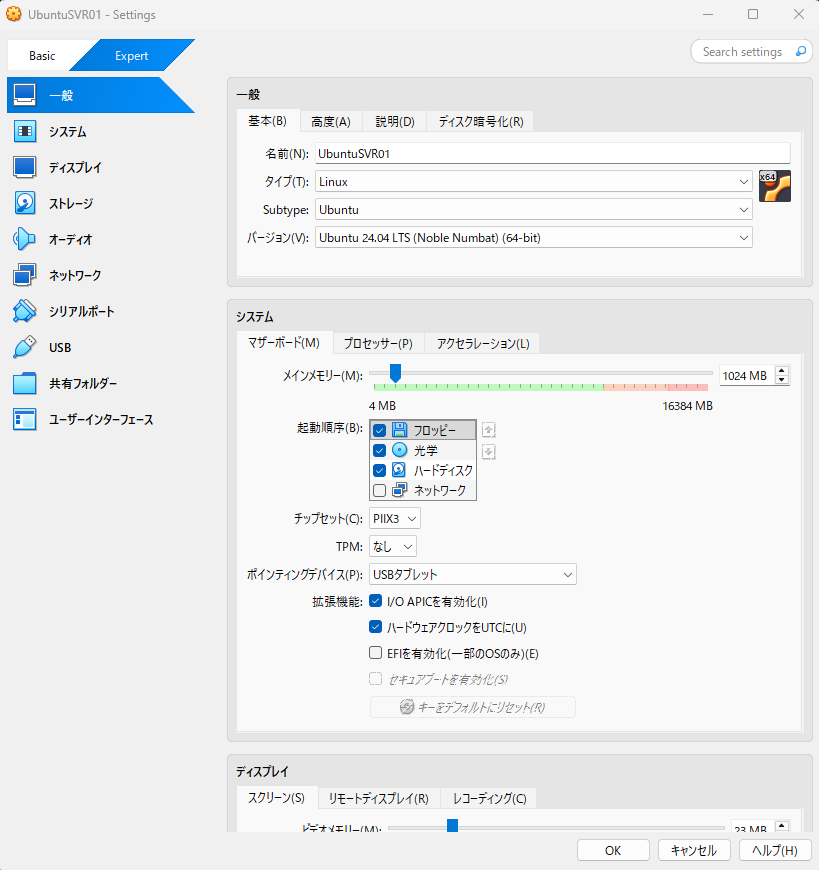 UbuntuSVR01 - Settings
Basic
Expert
Search settings
一般
システム
ディスプレイ
ストレージ
オーディオ
ネットワーク
シリアルポート
USB
共有フォルダー
ユーザーインターフェース
一般
基本(B) 高度(A) 説明(D) ディスク暗号化(R)
名前(N): UbuntuSVR01
タイプ(T): Linux
x64
Subtype: Ubuntu
バージョン(V): Ubuntu 24.04 LTS (Noble Numbat) (64-bit)
システム
マザーボード(M) プロセッサー(P) アクセラレーション(L)
メインメモリー(M): 1024 MB
4 MB 16384 MB
起動順序(B): フロッピー
光学
ハードディスク
ネットワーク
チップセット(C): PIIX3
TPM: なし
ポインティングデバイス(P): USBタブレット
拡張機能: I/O APICを有効化(I)
ハードウェアクロックをUTCに(U)
EFIを有効化(一部のOSのみ)(E)
セキュアブートを有効化(S)
キーをデフォルトにリセット(R)
ディスプレイ
スクリーン(S) リモートディスプレイ(R) レコーディング(C)
ビデオメモリー(M): 23 MB
OK キャンセル ヘルプ(H)